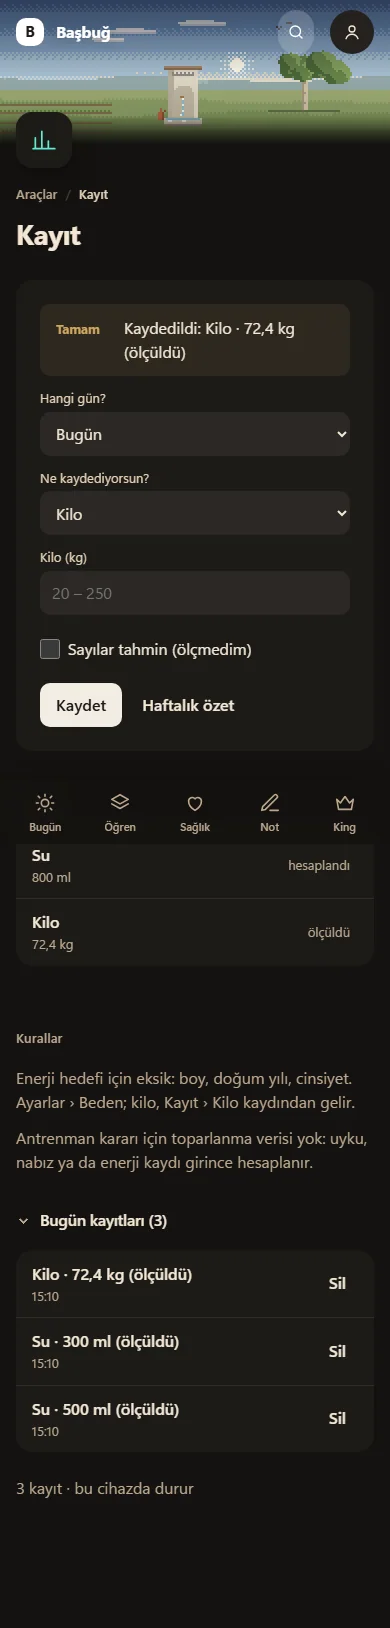 B Başbuğ
Araçlar / Kayıt
Kayıt
Tamam Kaydedildi: Kilo · 72,4 kg
(ölçüldü)
Hangi gün?
Bugün
Ne kaydediyorsun?
Kilo
Kilo (kg)
20 – 250
Sayılar tahmin (ölçmedim)
Kaydet Haftalık özet
Bugün Öğren Sağlık Not King
Su
800 ml hesaplandı
Kilo
72,4 kg ölçüldü
Kurallar
Enerji hedefi için eksik: boy, doğum yılı, cinsiyet.
Ayarlar › Beden; kilo, Kayıt › Kilo kaydından gelir.
Antrenman kararı için toparlanma verisi yok: uyku,
nabız ya da enerji kaydı girince hesaplanır.
Bugün kayıtları (3)
Kilo · 72,4 kg (ölçüldü) Sil
15:10
Su · 300 ml (ölçüldü) Sil
15:10
Su · 500 ml (ölçüldü) Sil
15:10
3 kayıt · bu cihazda durur